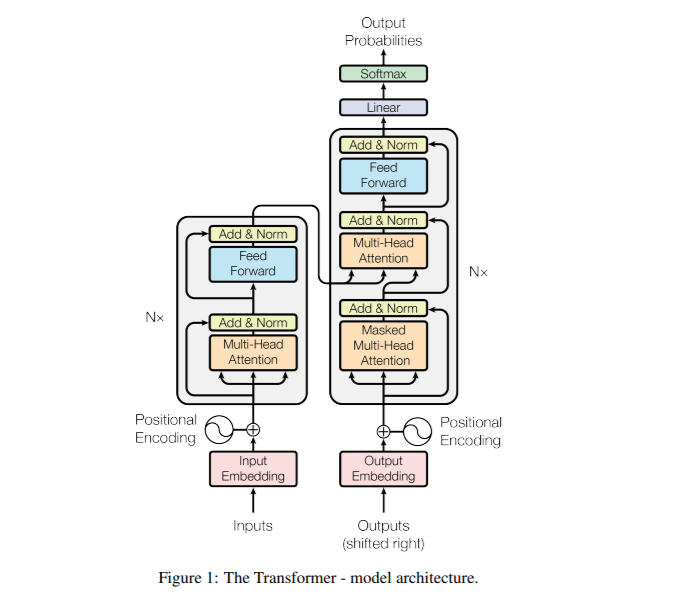 Output
Probabilities
Softmax
Linear
Add & Norm
Feed
Forward
Add & Norm
Multi-Head
Attention
Nx
Add & Norm
Masked
Multi-Head
Attention
Add & Norm
Feed
Forward
Nx
Add & Norm
Multi-Head
Attention
Positional
Encoding
Positional
Encoding
Input
Embedding
Output
Embedding
Inputs
Outputs
(shifted right)
Figure 1: The Transformer - model architecture.